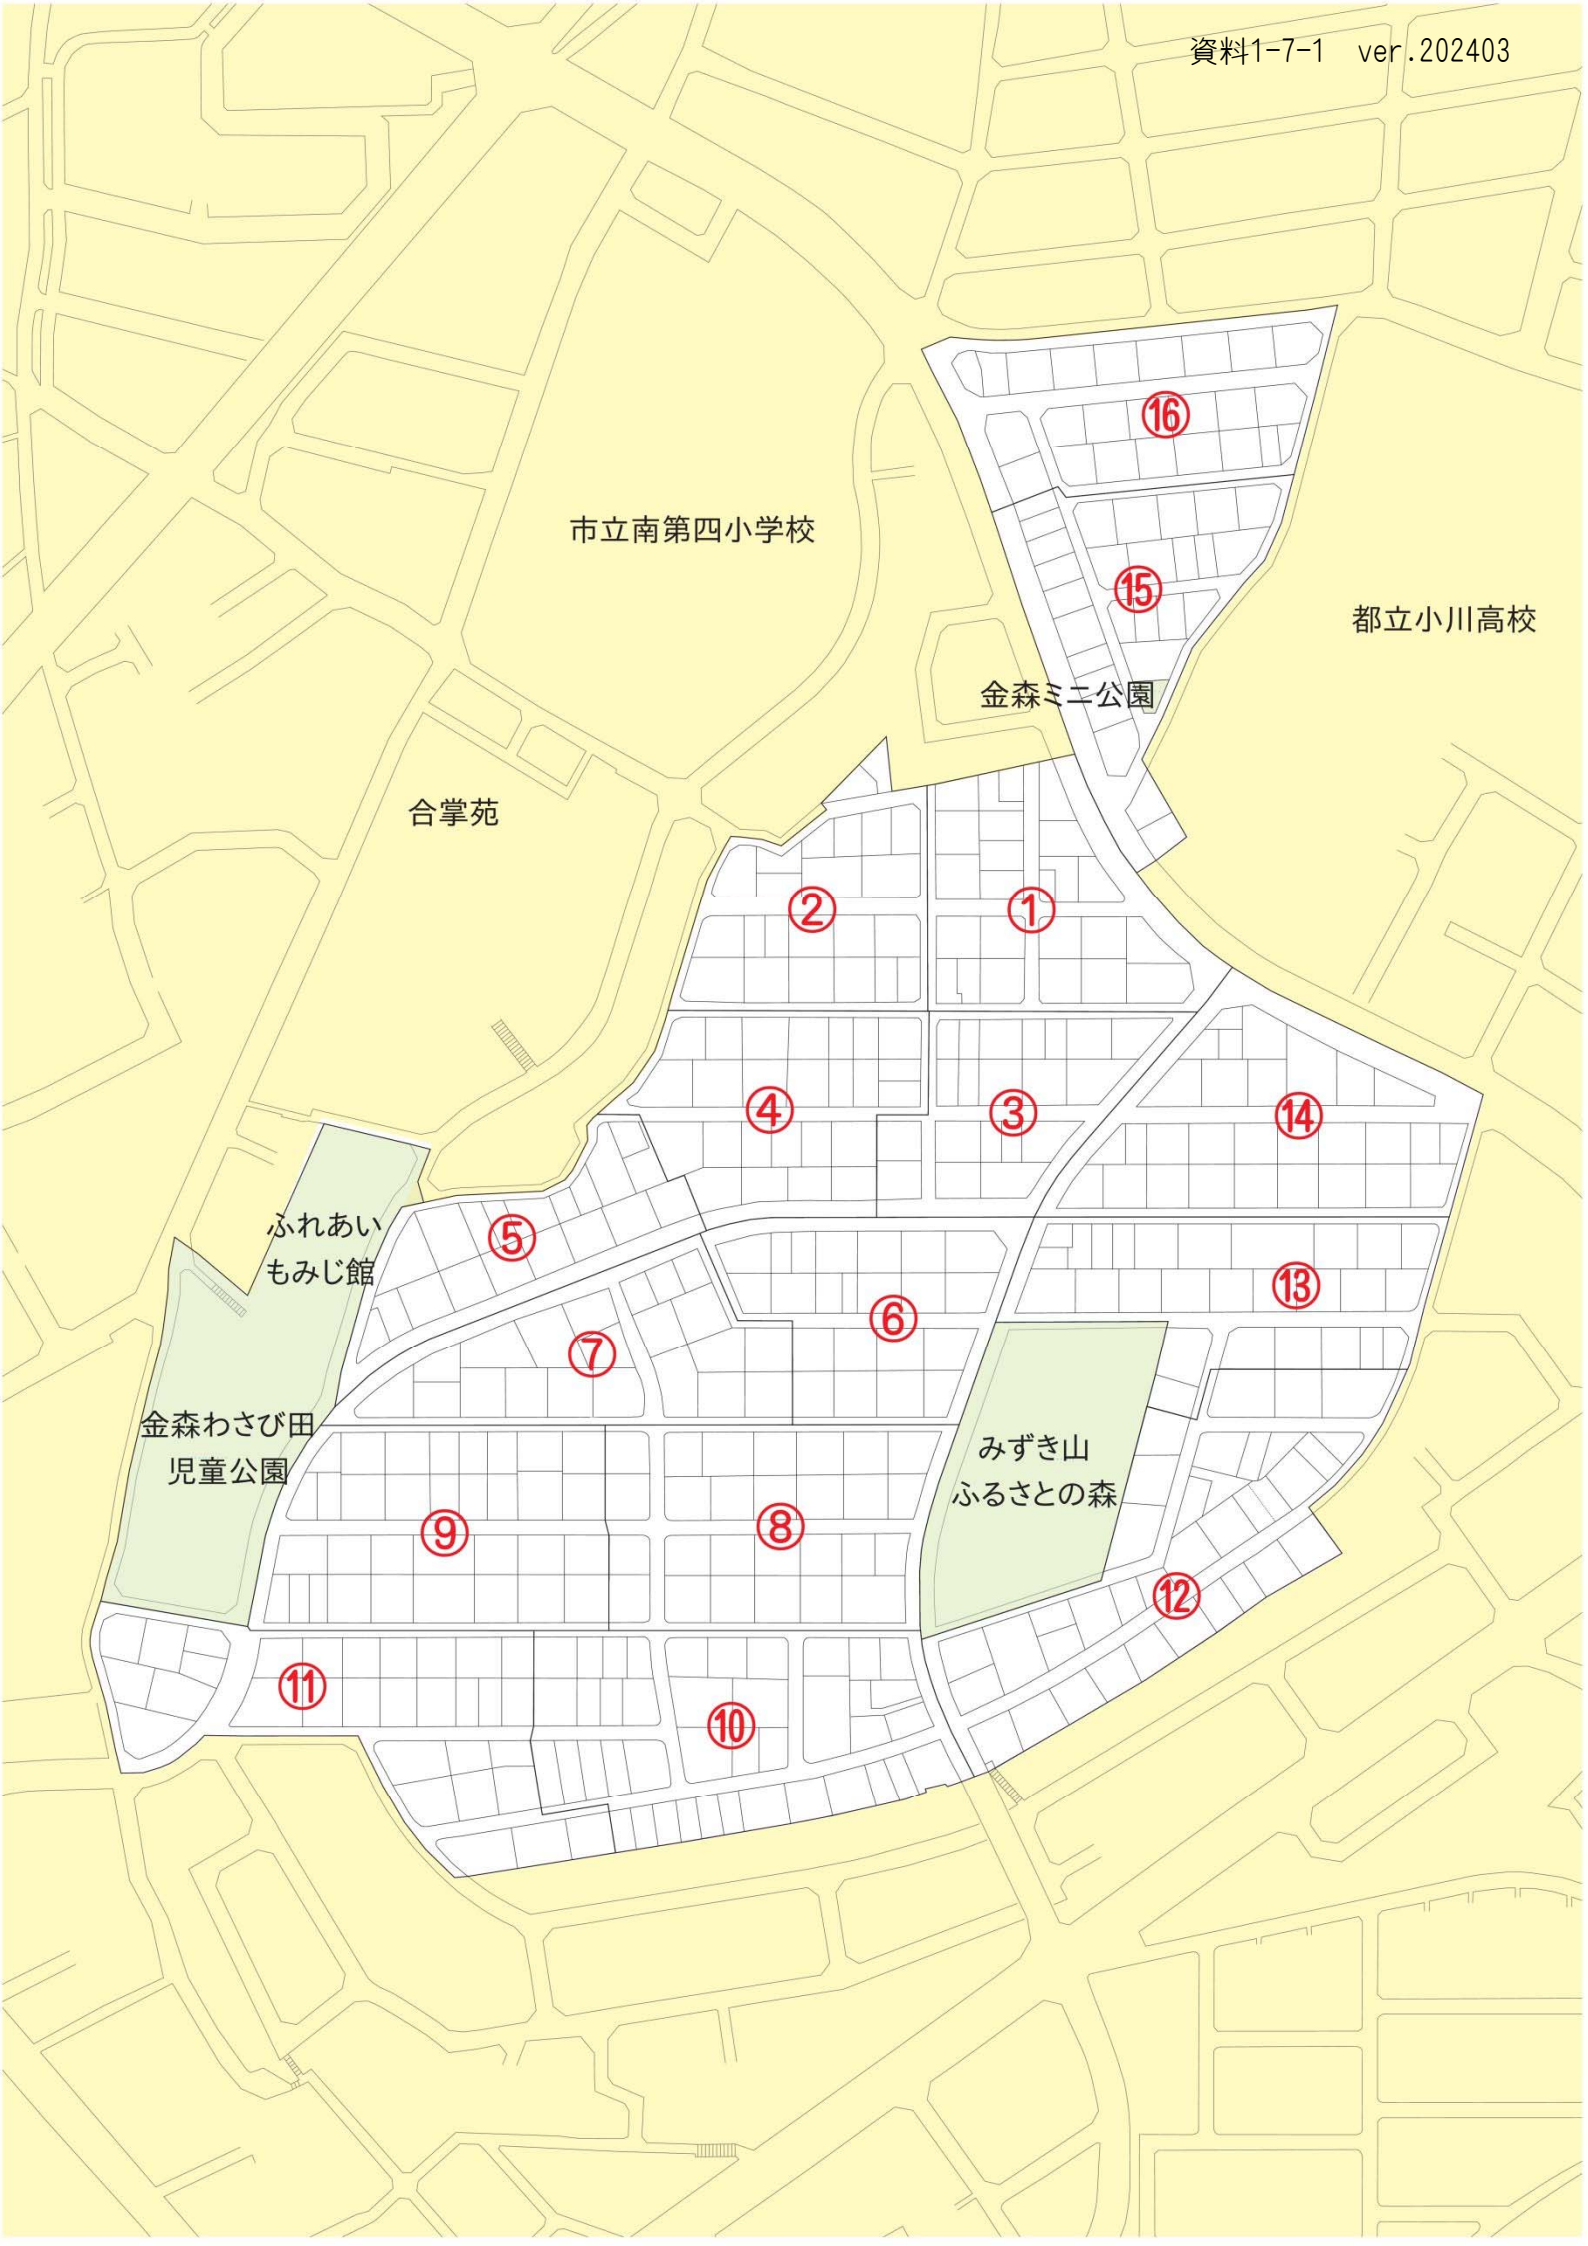 資料1-7-1　ver.202403
⑯
市立南第四小学校
⑮
都立小川高校
金森ミニ公園
合掌苑
②
①
④
③
⑭
ふれあい
もみじ館
⑤
⑬
⑥
⑦
金森わさび田
児童公園
みずき山
ふるさとの森
⑨
⑧
⑫
⑪
⑩